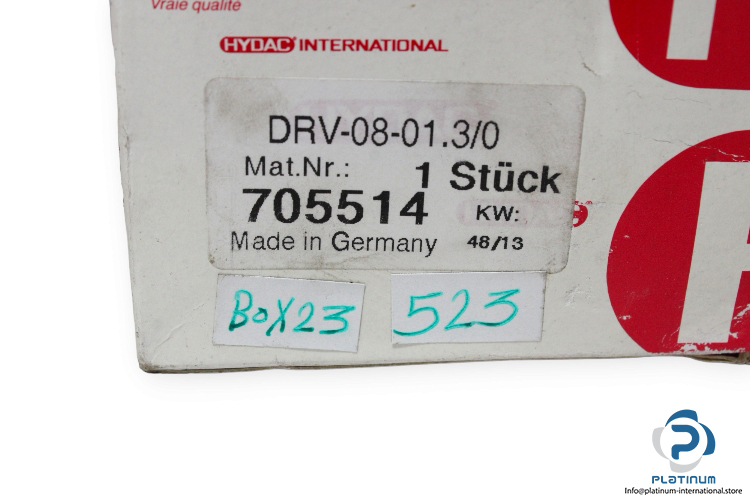 Vraie qualité
HYDAC INTERNATIONAL
DRV-08-01.3/0
Mat.Nr.: 1 Stück
705514 KW:
Made in Germany 48/13
BOX23 523
PLATINUM
Info@platinum-international.store